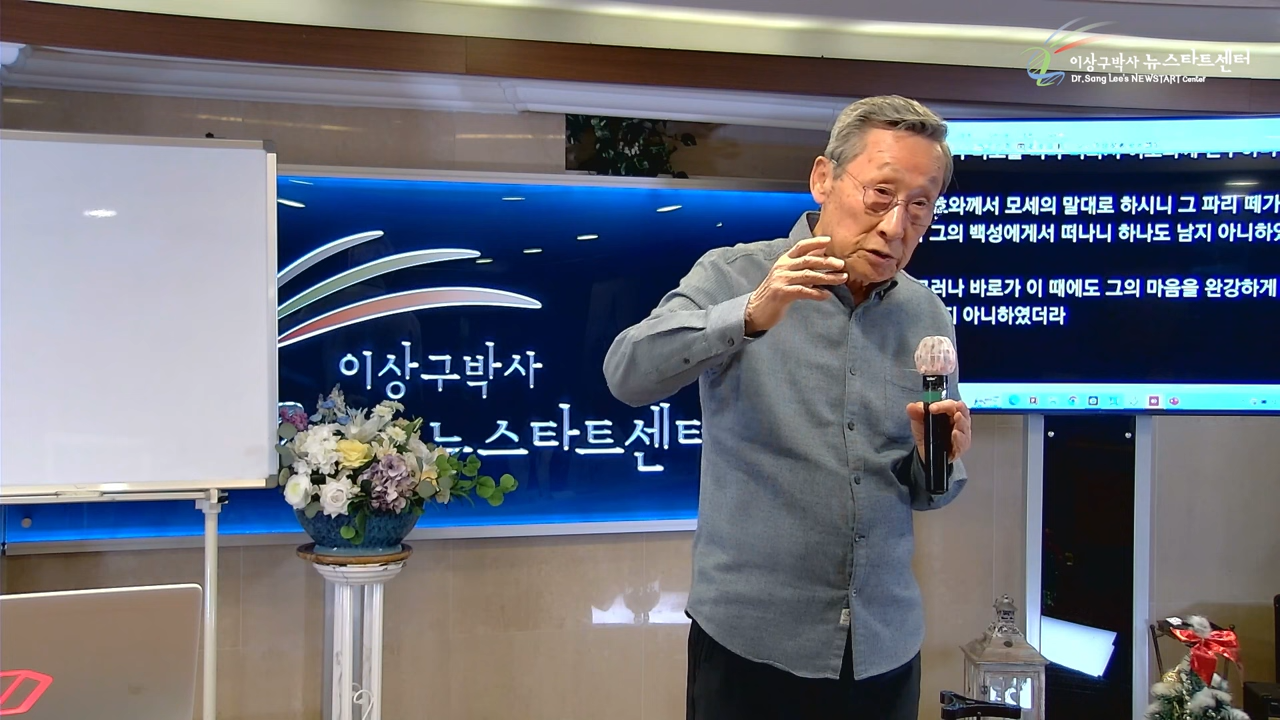 이상구박사 뉴스타트센터
Dr. Sang Lee's NEWSTART Center
호와께서 모세의 말대로 하시니 그 파리 떼가
그의 백성에게서 떠나니 하나도 남지 아니하였
그러나 바로가 이 때에도 그의 마음을 완강하게
지 아니하였더라
이상구박사
뉴스타트센터